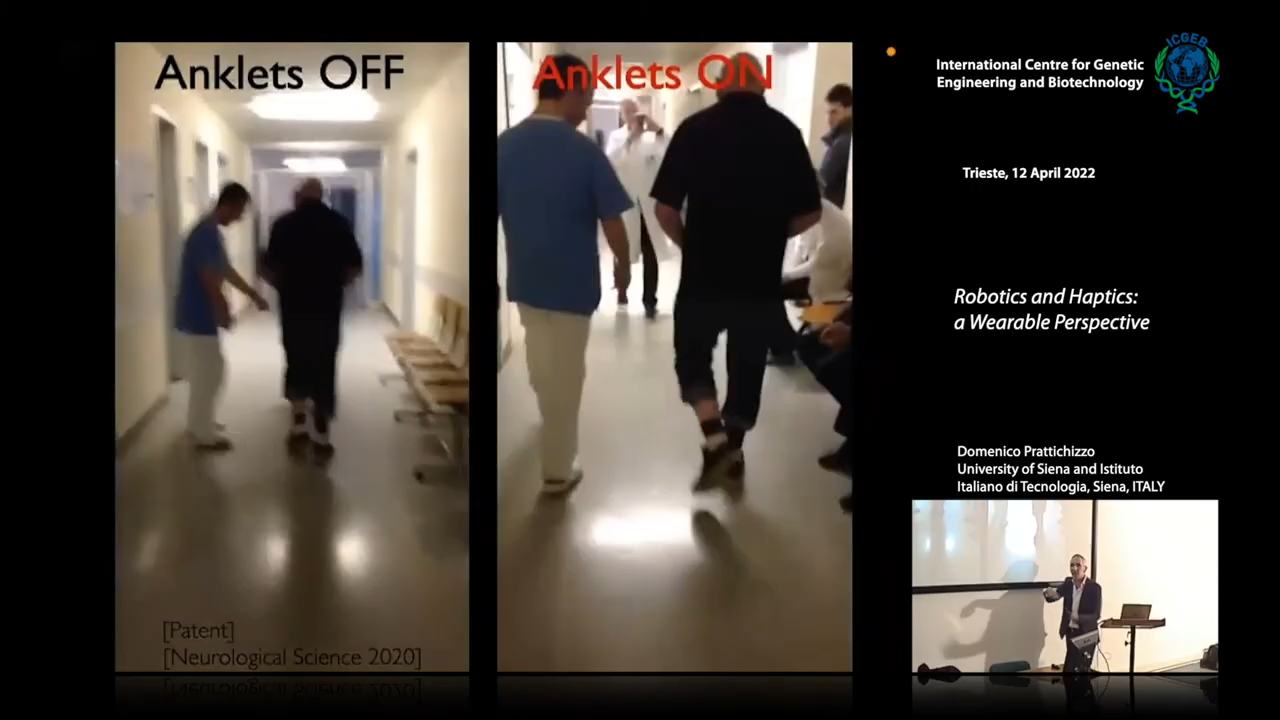 Anklets OFF
Anklets ON
[Patent]
[Neurological Science 2020]
ICGEB
International Centre for Genetic
Engineering and Biotechnology
Trieste, 12 April 2022
Robotics and Haptics:
a Wearable Perspective
Domenico Prattichizzo
University of Siena and Istituto
Italiano di Tecnologia, Siena, ITALY